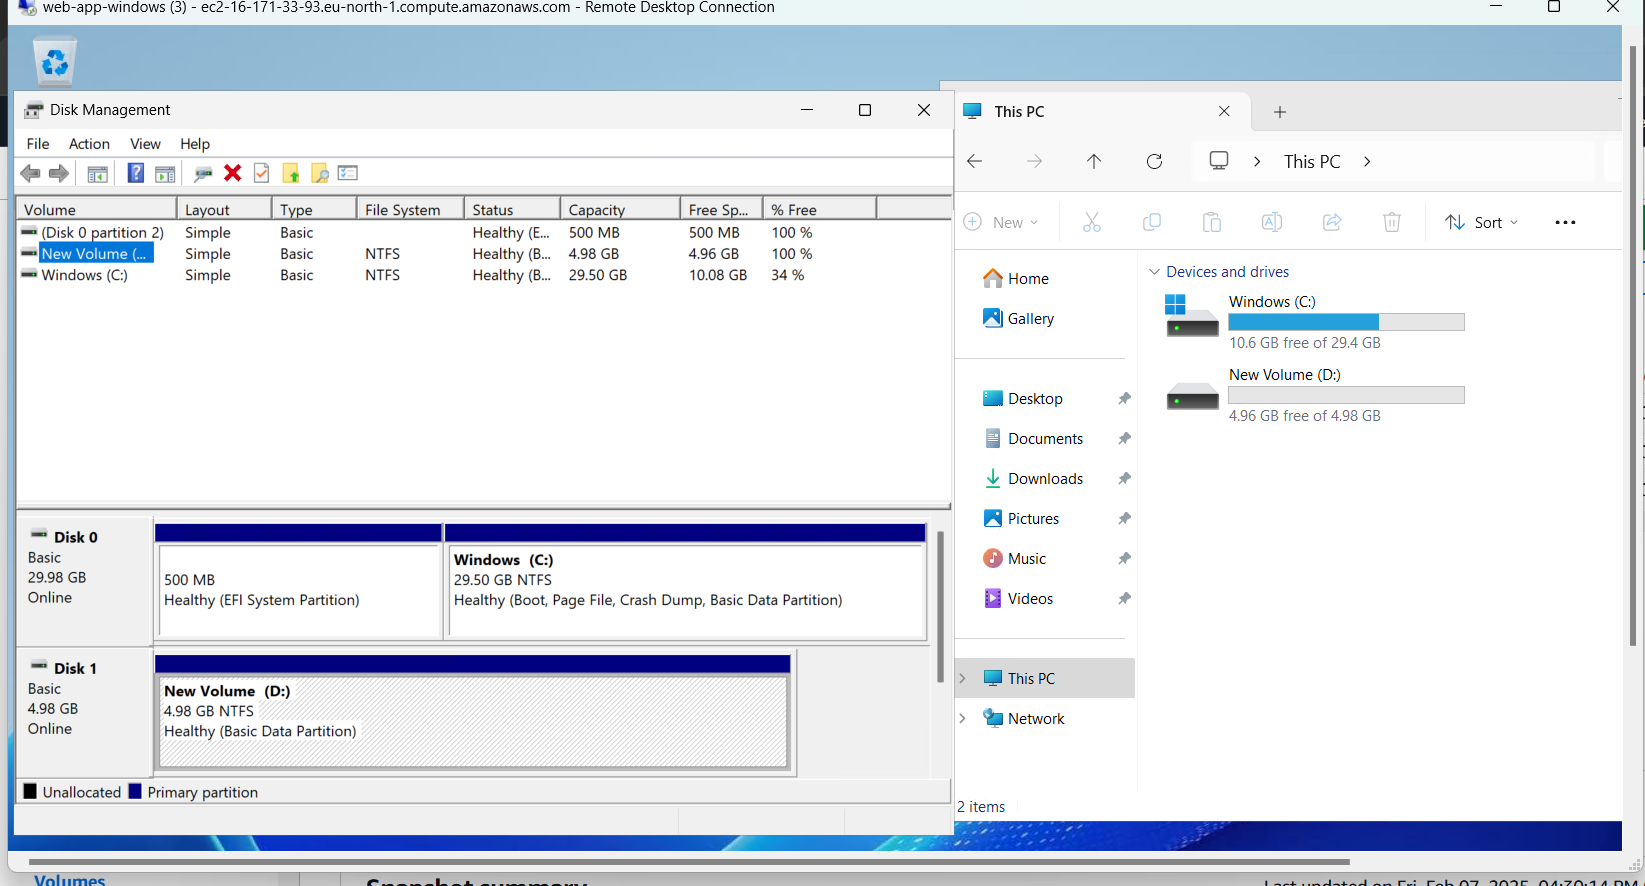 web-app-windows (3) - ec2-16-171-33-93.eu-north-1.compute.amazonaws.com - Remote Desktop Connection
Disk Management
File Action View Help
Volume Layout Type File System Status Capacity Free Sp... % Free
(Disk 0 partition 2) Simple Basic Healthy (E... 500 MB 500 MB 100 %
New Volume (... Simple Basic NTFS Healthy (B... 4.98 GB 4.96 GB 100 %
Windows (C:) Simple Basic NTFS Healthy (B... 29.50 GB 10.08 GB 34 %
Disk 0
Basic
29.98 GB
Online
500 MB
Healthy (EFI System Partition)
Windows (C:)
29.50 GB NTFS
Healthy (Boot, Page File, Crash Dump, Basic Data Partition)
Disk 1
Basic
4.98 GB
Online
New Volume (D:)
4.98 GB NTFS
Healthy (Basic Data Partition)
Unallocated Primary partition
This PC
This PC
New Sort
Home
Gallery
Desktop
Documents
Downloads
Pictures
Music
Videos
This PC
Network
Devices and drives
Windows (C:)
10.6 GB free of 29.4 GB
New Volume (D:)
4.96 GB free of 4.98 GB
2 items
Volumes
Snapshot summary
Last updated on Fri, Feb 07, 2025, 04:30:14 PM